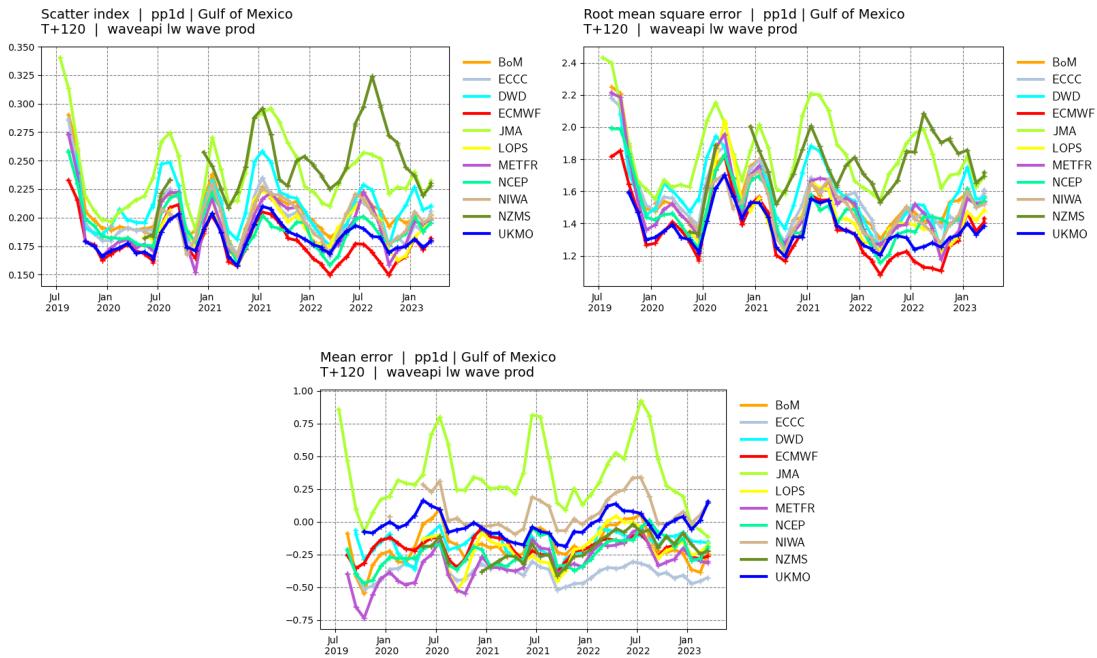 Scatter index | pp1d | Gulf of Mexico
T+120 | waveapi lw wave prod
0.350
0.325
0.300
0.275
0.250
0.225
0.200
0.175
0.150
Jul 2019
Jan 2020
Jul 2020
Jan 2021
Jul 2021
Jan 2022
Jul 2022
Jan 2023
BoM
ECCC
DWD
ECMWF
JMA
LOPS
METFR
NCEP
NIWA
NZMS
UKMO
Root mean square error | pp1d | Gulf of Mexico
T+120 | waveapi lw wave prod
2.4
2.2
2.0
1.8
1.6
1.4
1.2
Jul 2019
Jan 2020
Jul 2020
Jan 2021
Jul 2021
Jan 2022
Jul 2022
Jan 2023
BoM
ECCC
DWD
ECMWF
JMA
LOPS
METFR
NCEP
NIWA
NZMS
UKMO
Mean error | pp1d | Gulf of Mexico
T+120 | waveapi lw wave prod
1.00
0.75
0.50
0.25
0.00
−0.25
−0.50
−0.75
Jul 2019
Jan 2020
Jul 2020
Jan 2021
Jul 2021
Jan 2022
Jul 2022
Jan 2023
BoM
ECCC
DWD
ECMWF
JMA
LOPS
METFR
NCEP
NIWA
NZMS
UKMO